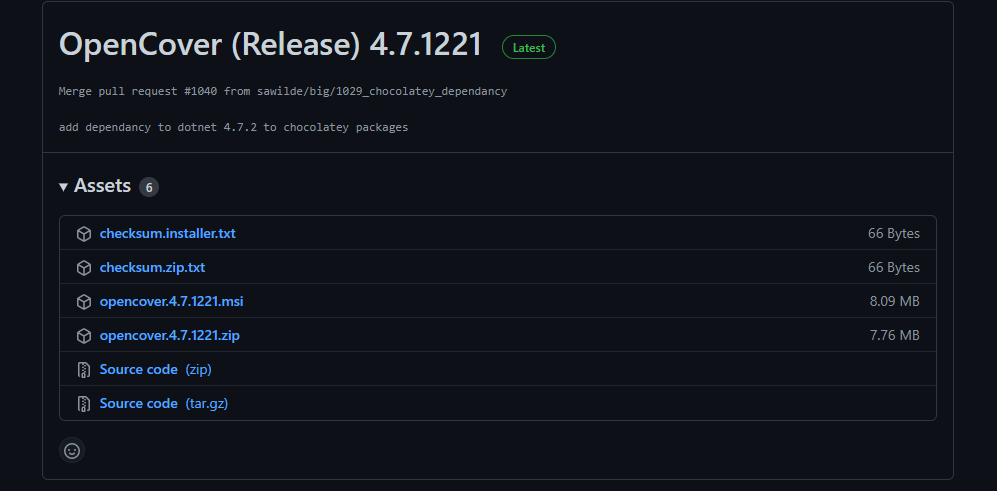 OpenCover (Release) 4.7.1221 Latest
Merge pull request #1040 from sawilde/big/1029_chocolatey_dependancy
add dependancy to dotnet 4.7.2 to chocolatey packages
Assets 6
checksum.installer.txt 66 Bytes
checksum.zip.txt 66 Bytes
opencover.4.7.1221.msi 8.09 MB
opencover.4.7.1221.zip 7.76 MB
Source code (zip)
Source code (tar.gz)